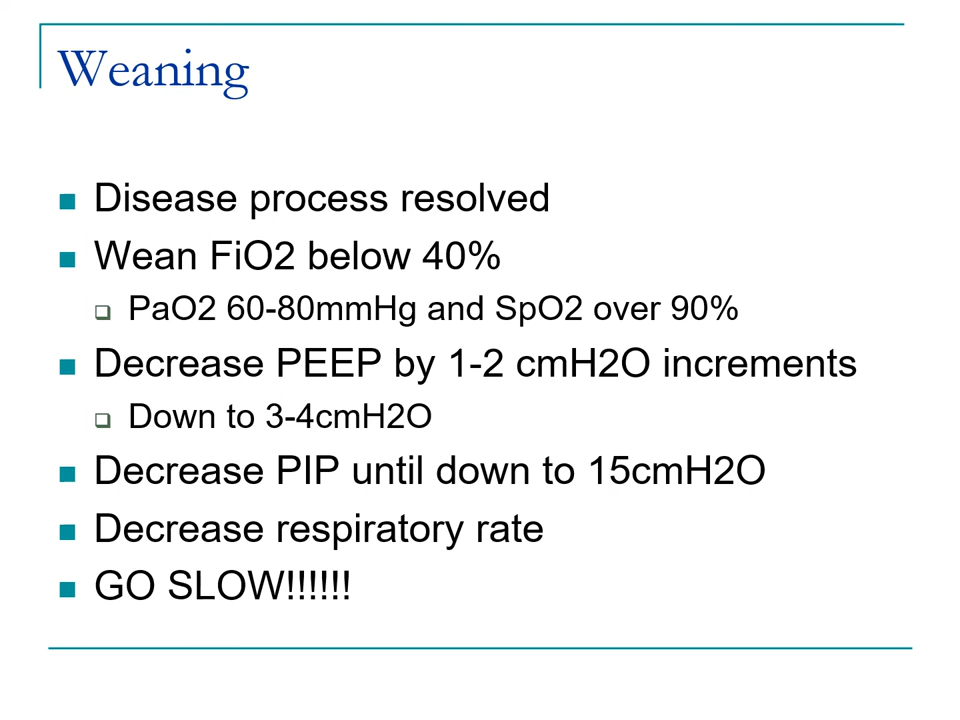 Weaning
Disease process resolved
Wean FiO2 below 40%
PaO2 60-80mmHg and SpO2 over 90%
Decrease PEEP by 1-2 cmH2O increments
Down to 3-4cmH2O
Decrease PIP until down to 15cmH2O
Decrease respiratory rate
GO SLOW!!!!!!